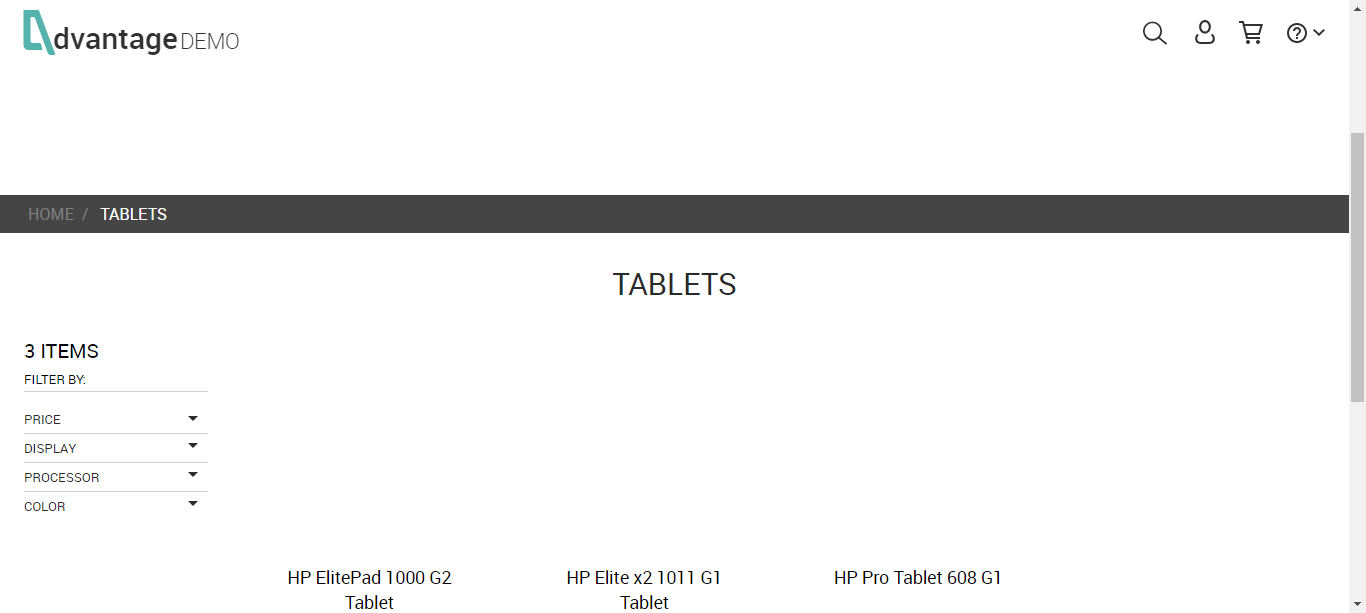 dvantage DEMO
HOME / TABLETS
TABLETS
3 ITEMS
FILTER BY:
PRICE
DISPLAY
PROCESSOR
COLOR
HP ElitePad 1000 G2
Tablet
HP Elite x2 1011 G1
Tablet
HP Pro Tablet 608 G1